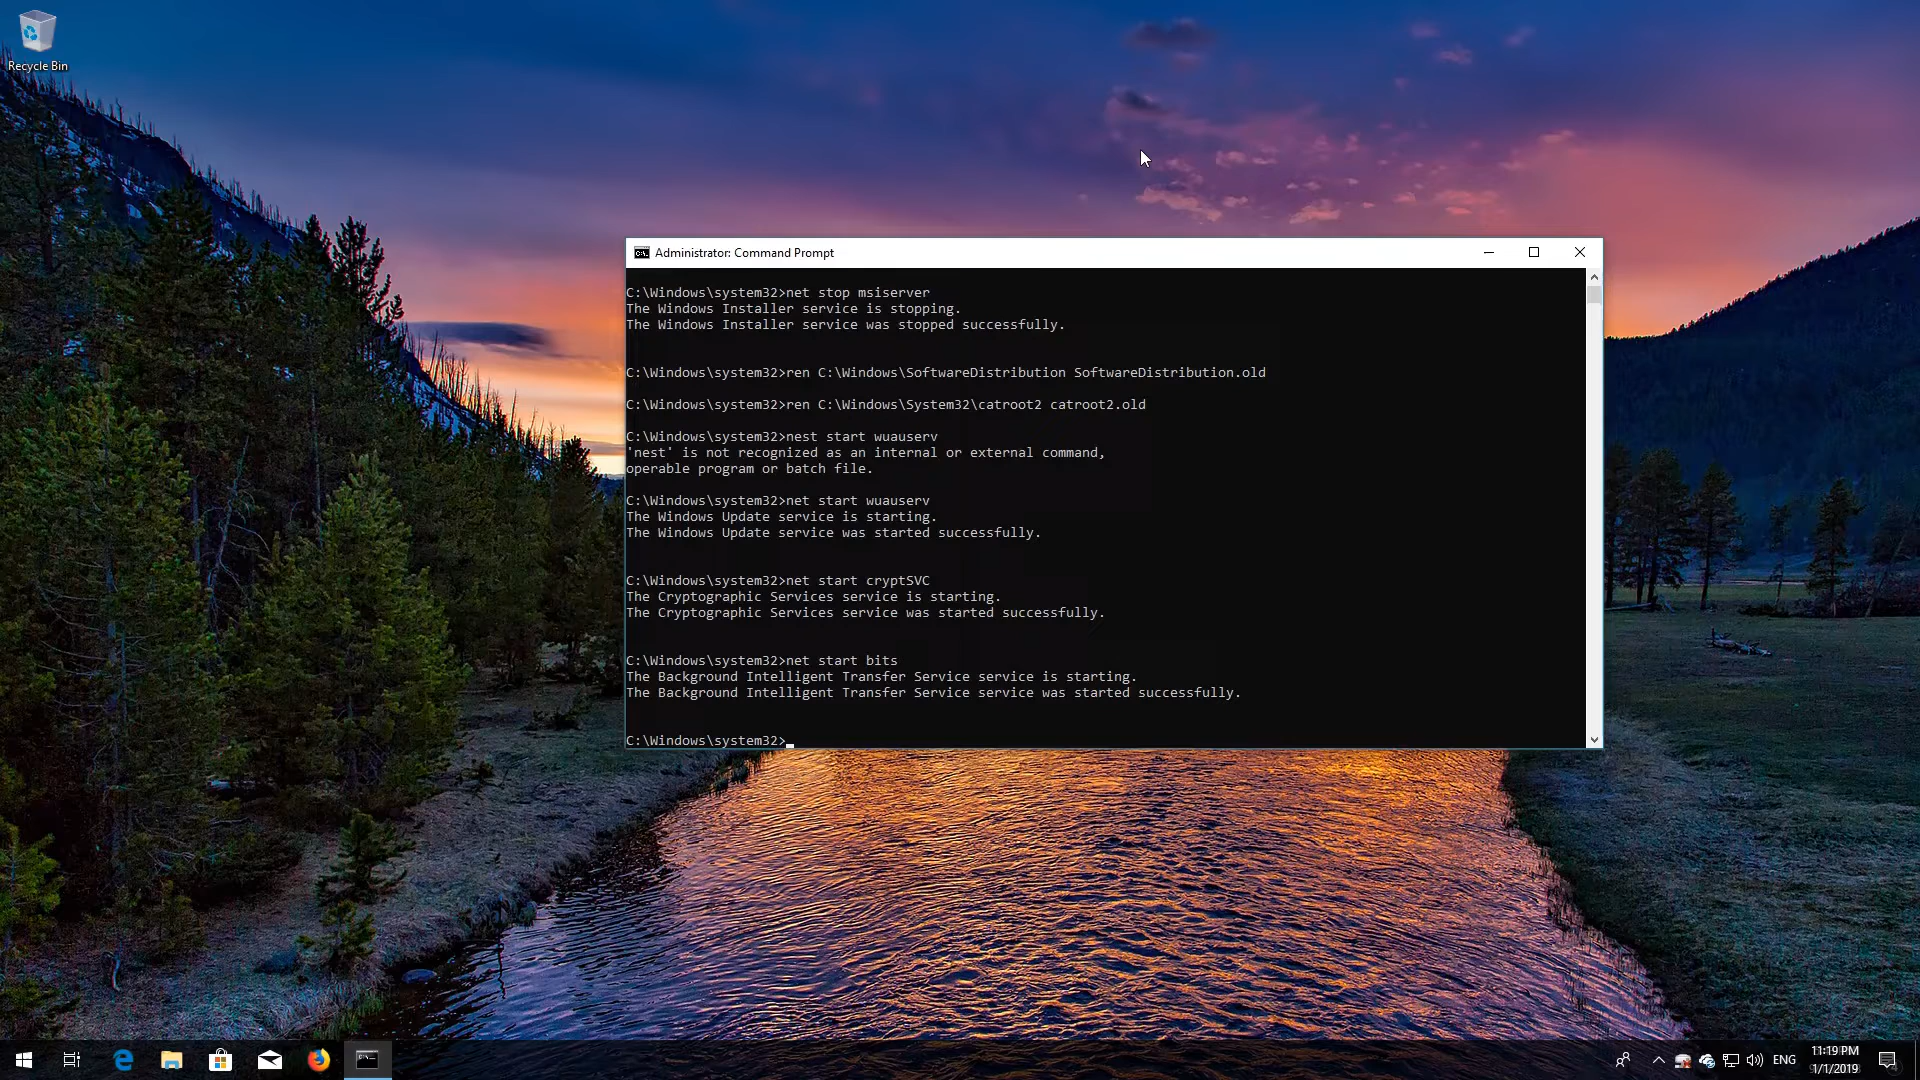 Recycle Bin
Administrator: Command Prompt
C:\Windows\system32>net stop msiserver
The Windows Installer service is stopping.
The Windows Installer service was stopped successfully.
C:\Windows\system32>ren C:\Windows\SoftwareDistribution SoftwareDistribution.old
C:\Windows\system32>ren C:\Windows\System32\catroot2 catroot2.old
C:\Windows\system32>nest start wuauserv
'nest' is not recognized as an internal or external command,
operable program or batch file.
C:\Windows\system32>net start wuauserv
The Windows Update service is starting.
The Windows Update service was started successfully.
C:\Windows\system32>net start cryptSVC
The Cryptographic Services service is starting.
The Cryptographic Services service was started successfully.
C:\Windows\system32>net start bits
The Background Intelligent Transfer Service service is starting.
The Background Intelligent Transfer Service service was started successfully.
C:\Windows\system32>
ENG
11:19 PM
1/1/2019